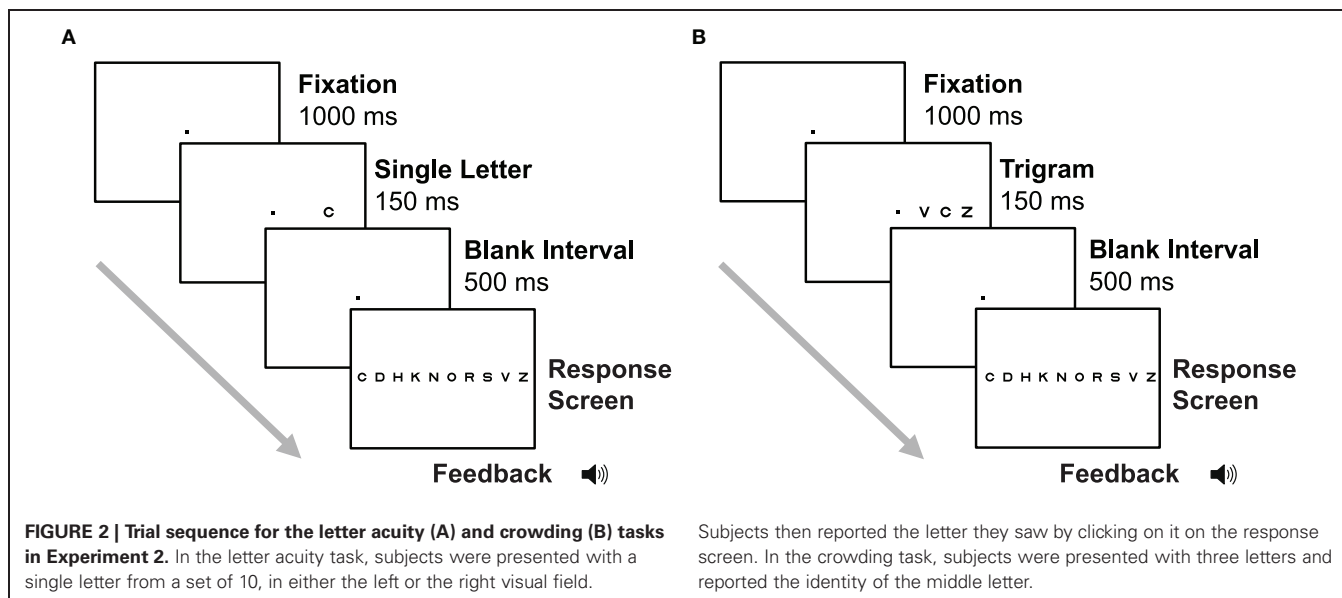 A
Fixation
1000 ms
Single Letter
150 ms
C
Blank Interval
500 ms
C D H K N O R S V Z
Response
Screen
Feedback
B
Fixation
1000 ms
Trigram
150 ms
V C Z
Blank Interval
500 ms
C D H K N O R S V Z
Response
Screen
Feedback
FIGURE 2 | Trial sequence for the letter acuity (A) and crowding (B) tasks
in Experiment 2. In the letter acuity task, subjects were presented with a
single letter from a set of 10, in either the left or the right visual field.
Subjects then reported the letter they saw by clicking on it on the response
screen. In the crowding task, subjects were presented with three letters and
reported the identity of the middle letter.